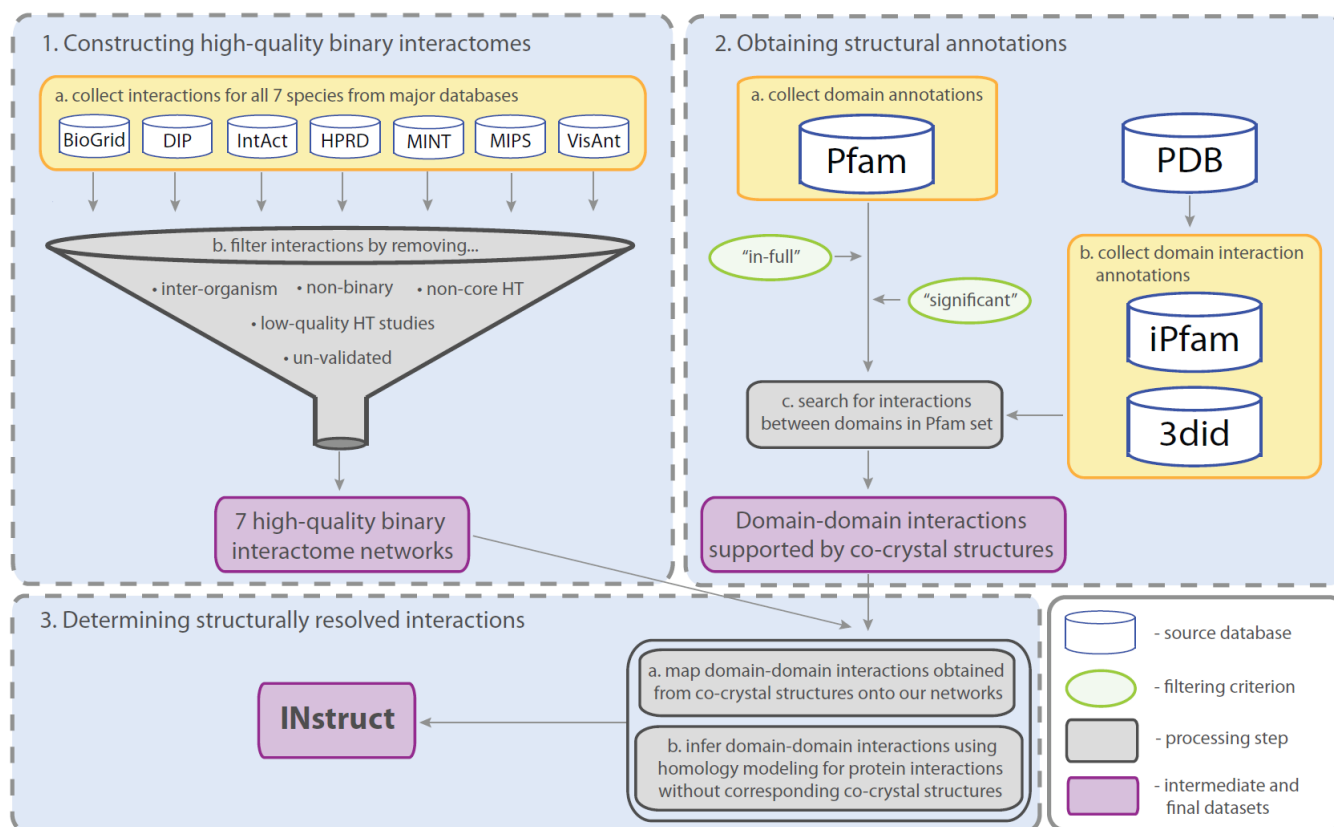 1. Constructing high-quality binary interactomes
a. collect interactions for all 7 species from major databases
BioGrid
DIP
IntAct
HPRD
MINT
MIPS
VisAnt
b. filter interactions by removing...
• inter-organism
• non-binary
• non-core HT
• low-quality HT studies
• un-validated
7 high-quality binary
interactome networks
2. Obtaining structural annotations
a. collect domain annotations
Pfam
PDB
"in-full"
"significant"
b. collect domain interaction
annotations
iPfam
3did
c. search for interactions
between domains in Pfam set
Domain-domain interactions
supported by co-crystal structures
3. Determining structurally resolved interactions
a. map domain-domain interactions obtained
from co-crystal structures onto our networks
b. infer domain-domain interactions using
homology modeling for protein interactions
without corresponding co-crystal structures
INstruct
- source database
- filtering criterion
- processing step
- intermediate and
final datasets